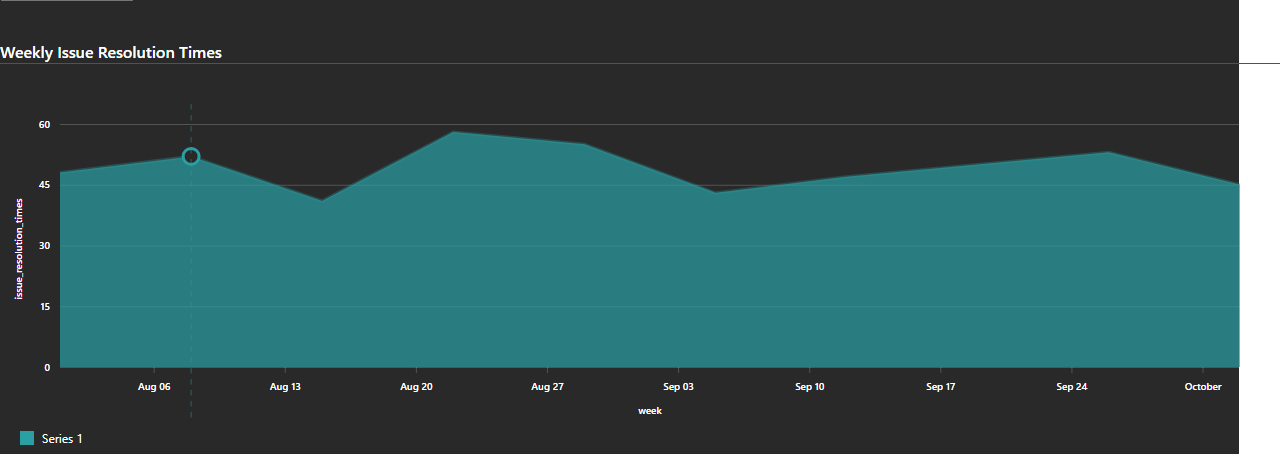 Weekly Issue Resolution Times
60
45
30
15
0
issue_resolution_times
Aug 06 Aug 13 Aug 20 Aug 27 Sep 03 Sep 10 Sep 17 Sep 24 October
week
Series 1